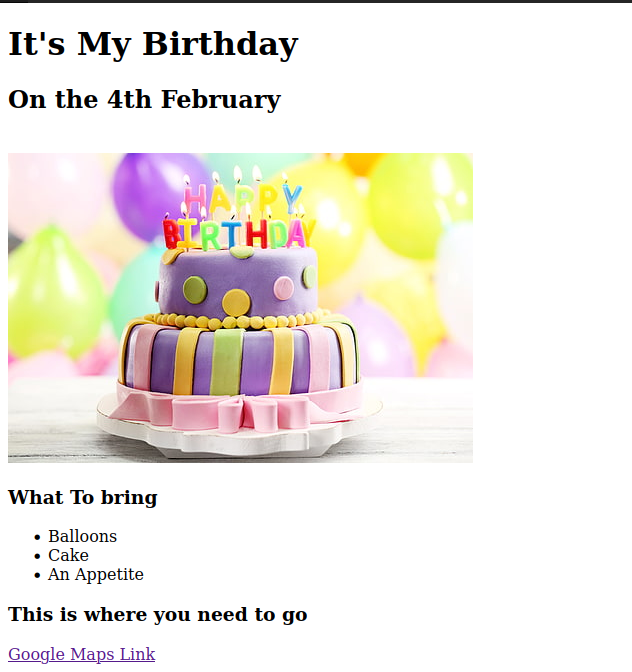 It's My Birthday
On the 4th February
HAPPY
BIRTHDAY
What To bring
Balloons
Cake
An Appetite
This is where you need to go
Google Maps Link